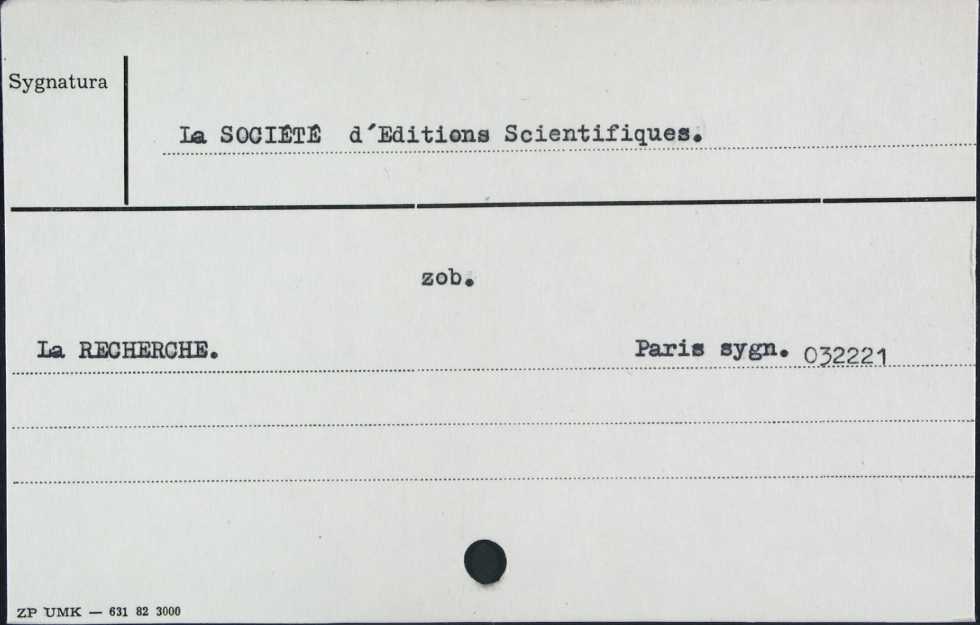 Sygnatura
La SOCIÉTÉ d´Editions Scientifiques.
zob.
La RECHERCHE. Paris sygn. 032221
ZP UMK — 631 82 3000